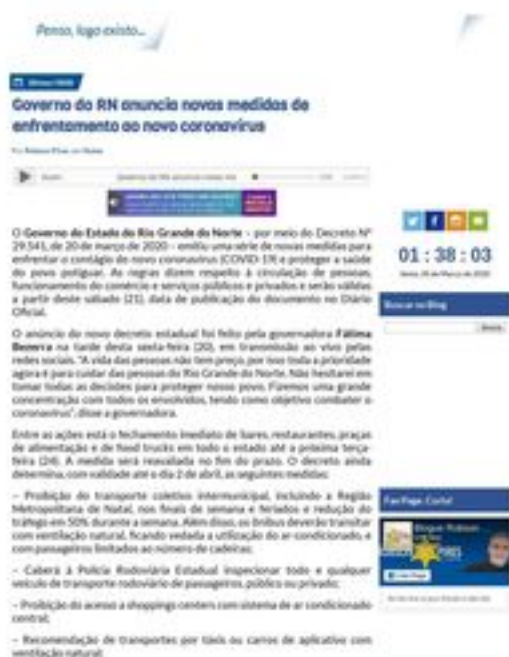 Penso, logo existo...
Governo do RN anuncia novas medidas de
enfrentamento ao novo coronavírus
O Governo do Estado do Rio Grande do Norte – por meio do Decreto Nº
29.541, de 20 de março de 2020 – emitiu uma série de novas medidas para
enfrentar o contágio do novo coronavírus (COVID-19) e proteger a saúde
do povo potiguar. As regras dizem respeito à circulação de pessoas,
funcionamento do comércio e serviços públicos e privados e serão válidas
a partir deste sábado (21), data de publicação do documento no Diário
Oficial.
O anúncio do novo decreto estadual foi feito pela governadora Fátima
Bezerra na tarde desta sexta-feira (20), em transmissão ao vivo pelas
redes sociais. "A vida das pessoas não tem preço, por isso toda a prioridade
agora é para cuidar das pessoas do Rio Grande do Norte. Não hesitarei em
tomar todas as decisões para proteger nosso povo. Fizemos uma grande
concentração com todos os envolvidos, tendo como objetivo combater o
coronavírus", disse a governadora.
Entre as ações está o fechamento imediato de bares, restaurantes, praças
de alimentação e de food trucks em todo o estado até a próxima terça-
feira (24). A medida será reavaliada no fim do prazo. O decreto ainda
determina, com validade até o dia 2 de abril, as seguintes medidas:
– Proibição do transporte coletivo intermunicipal, incluindo a Região
Metropolitana de Natal, nos finais de semana e feriados e redução do
tráfego em 50% durante a semana. Além disso, os ônibus deverão transitar
com ventilação natural, ficando vedada a utilização do ar-condicionado, e
com passageiros limitados ao número de cadeiras;
– Caberá à Polícia Rodoviária Estadual inspecionar todo e qualquer
veículo de transporte rodoviário de passageiros, público ou privado;
– Proibição do acesso a shoppings centers com sistema de ar condicionado
central;
– Recomendação de transportes por táxis ou carros de aplicativo com
ventilação natural;
01 : 38 : 03
Buscar no Blog
Fan Page: Curta!